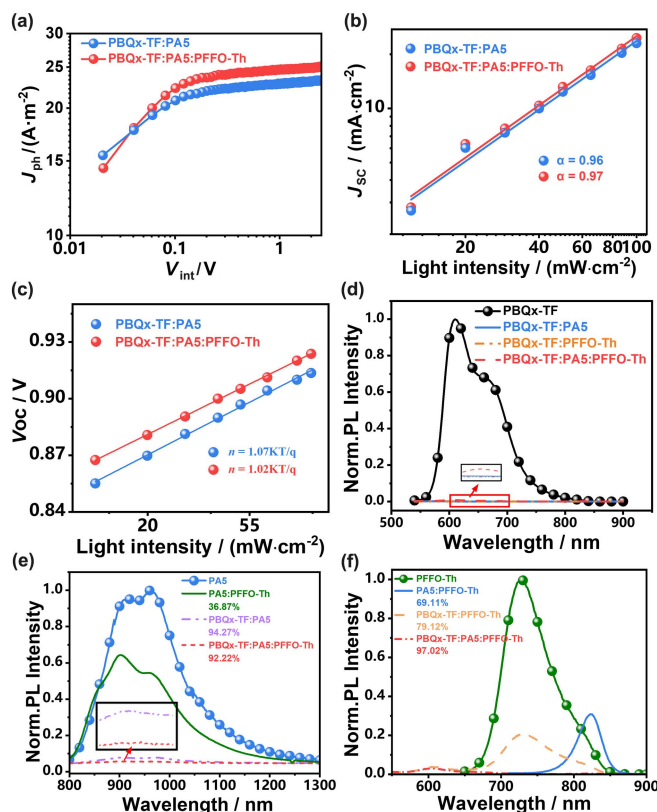 (a)
30
25
20
15
10
J_ph /(A·m⁻²)
PBQx-TF:PA5
PBQx-TF:PA5:PFFO-Th
0.01
0.1
1
V_int / V
(b)
10
J_SC / (mA·cm⁻²)
PBQx-TF:PA5
PBQx-TF:PA5:PFFO-Th
α = 0.96
α = 0.97
20
40
60
80 100
Light intensity / (mW·cm⁻²)
(c)
0.93
0.90
0.87
0.84
Voc / V
PBQx-TF:PA5
PBQx-TF:PA5:PFFO-Th
n = 1.07KT/q
n = 1.02KT/q
20
55
Light intensity / (mW·cm⁻²)
(d)
1.0
0.8
0.6
0.4
0.2
0.0
Norm.PL Intensity
PBQx-TF
PBQx-TF:PA5
PBQx-TF:PFFO-Th
PBQx-TF:PA5:PFFO-Th
500 600 700 800 900
Wavelength / nm
(e)
1.0
0.8
0.6
0.4
0.2
0.0
Norm.PL Intensity
PA5
PA5:PFFO-Th
36.87%
PBQx-TF:PA5
94.27%
PBQx-TF:PA5:PFFO-Th
92.22%
800 900 1000 1100 1200 1300
Wavelength / nm
(f)
1.0
0.8
0.6
0.4
0.2
0.0
Norm.PL Intensity
PFFO-Th
PA5:PFFO-Th
69.11%
PBQx-TF:PFFO-Th
79.12%
PBQx-TF:PA5:PFFO-Th
97.02%
600 700 800 900
Wavelength / nm